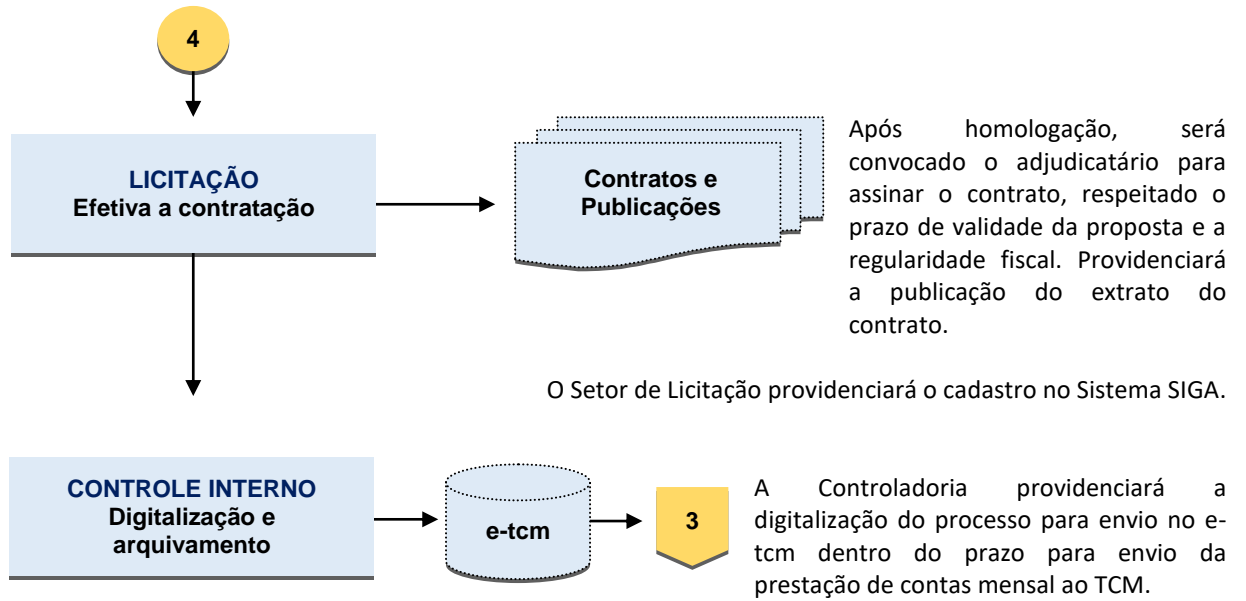 4
LICITAÇÃO
Efetiva a contratação
Contratos e
Publicações
Após homologação, será
convocado o adjudicatário para
assinar o contrato, respeitado o
prazo de validade da proposta e a
regularidade fiscal. Providenciará
a publicação do extrato do
contrato.
O Setor de Licitação providenciará o cadastro no Sistema SIGA.
CONTROLE INTERNO
Digitalização e
arquivamento
e-tcm
3
A Controladoria providenciará a
digitalização do processo para envio no e-
tcm dentro do prazo para envio da
prestação de contas mensal ao TCM.